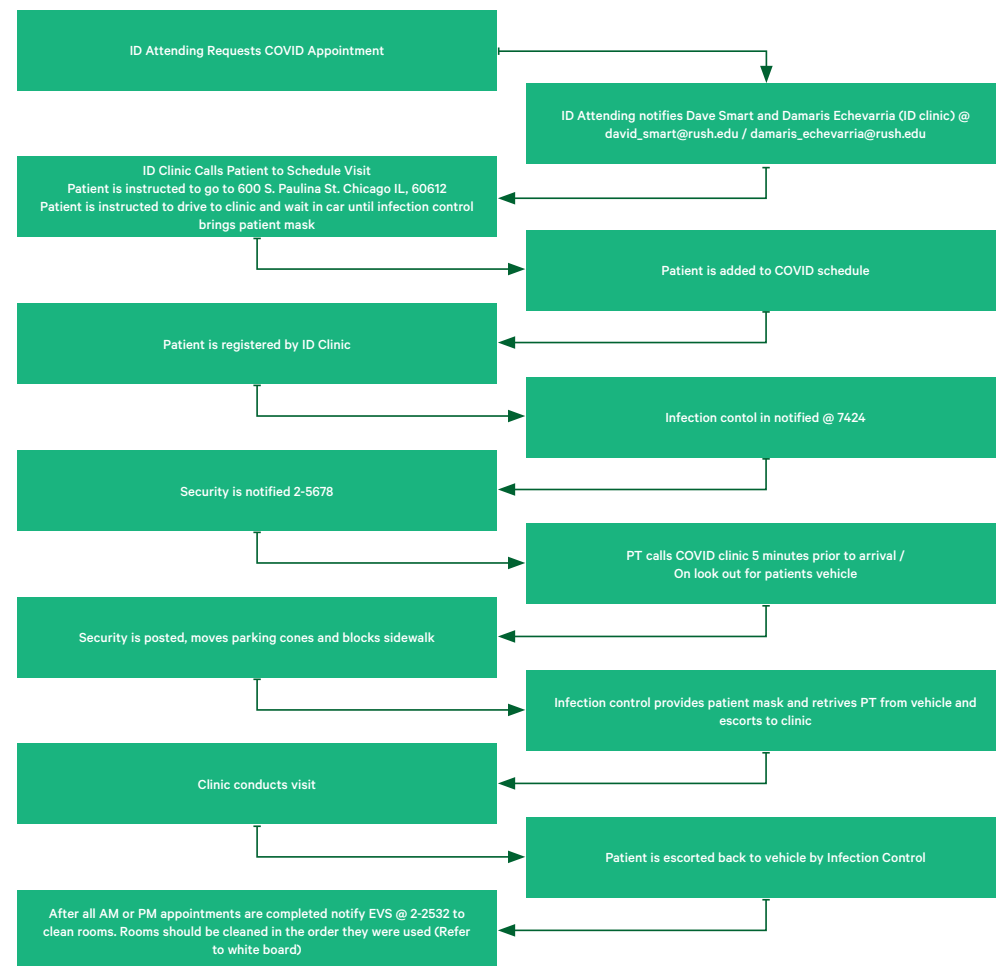 ID Attending Requests COVID Appointment
ID Attending notifies Dave Smart and Damaris Echevarria (ID clinic) @
david_smart@rush.edu / damaris_echevarria@rush.edu
ID Clinic Calls Patient to Schedule Visit
Patient is instructed to go to 600 S. Paulina St. Chicago IL, 60612
Patient is instructed to drive to clinic and wait in car until infection control
brings patient mask
Patient is added to COVID schedule
Patient is registered by ID Clinic
Infection contol in notified @ 7424
Security is notified 2-5678
PT calls COVID clinic 5 minutes prior to arrival /
On look out for patients vehicle
Security is posted, moves parking cones and blocks sidewalk
Infection control provides patient mask and retrives PT from vehicle and
escorts to clinic
Clinic conducts visit
Patient is escorted back to vehicle by Infection Control
After all AM or PM appointments are completed notify EVS @ 2-2532 to
clean rooms. Rooms should be cleaned in the order they were used (Refer
to white board)